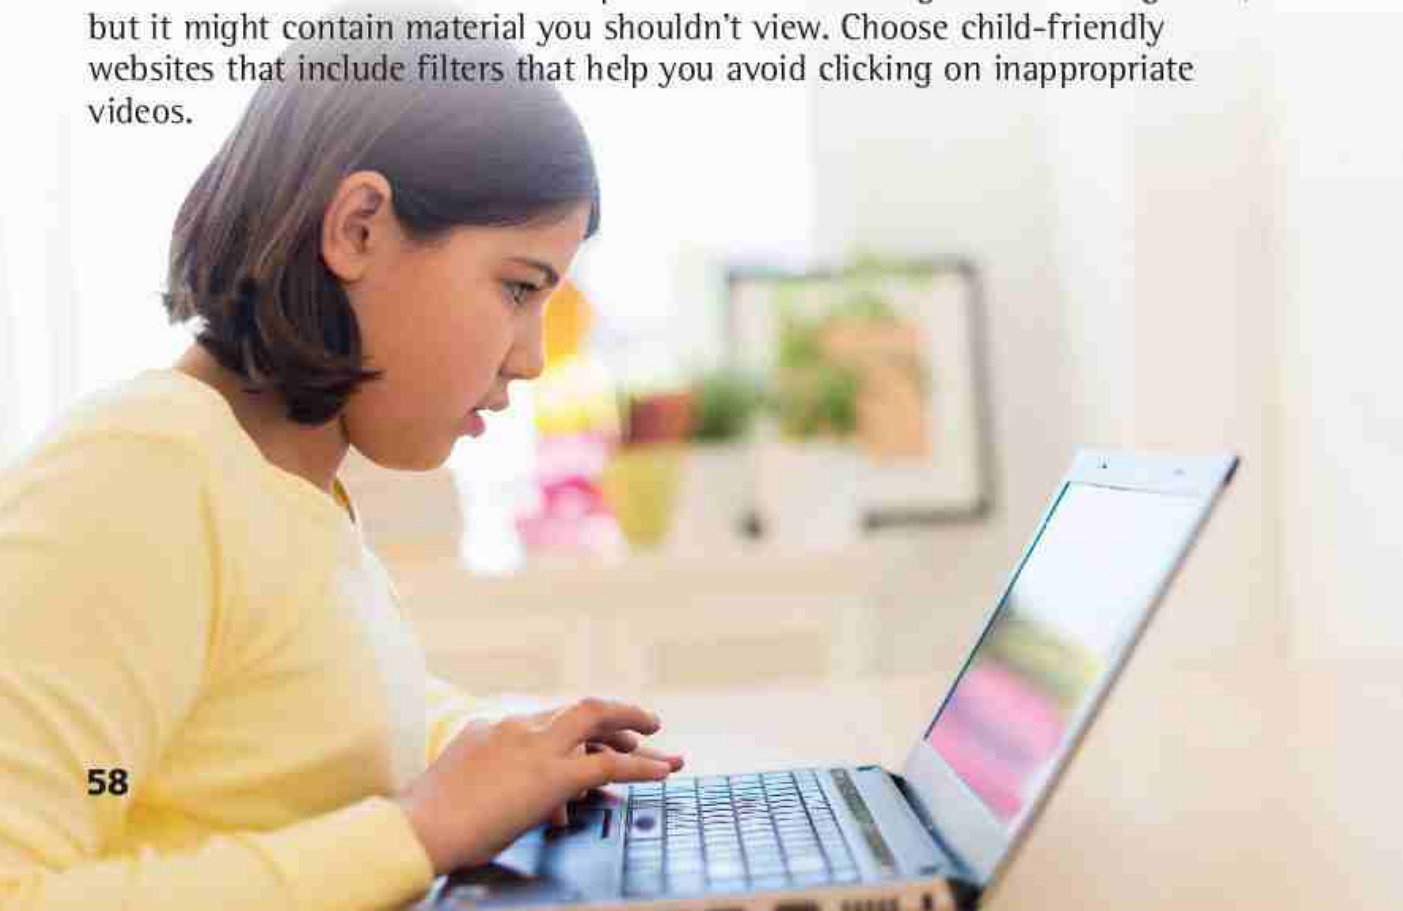 but it might contain material you shouldn't view. Choose child-friendly
websites that include filters that help you avoid clicking on inappropriate
videos.
58